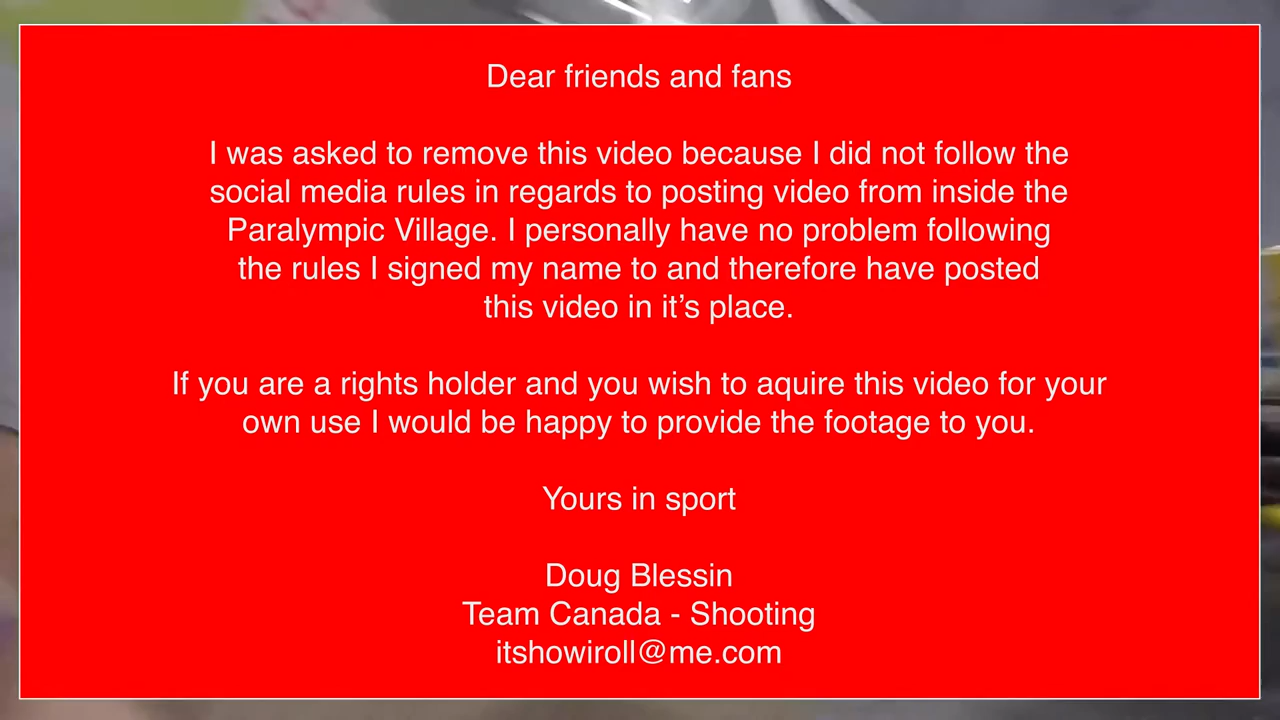 Dear friends and fans
I was asked to remove this video because I did not follow the
social media rules in regards to posting video from inside the
Paralympic Village. I personally have no problem following
the rules I signed my name to and therefore have posted
this video in it’s place.
If you are a rights holder and you wish to aquire this video for your
own use I would be happy to provide the footage to you.
Yours in sport
Doug Blessin
Team Canada - Shooting
itshowiroll@me.com